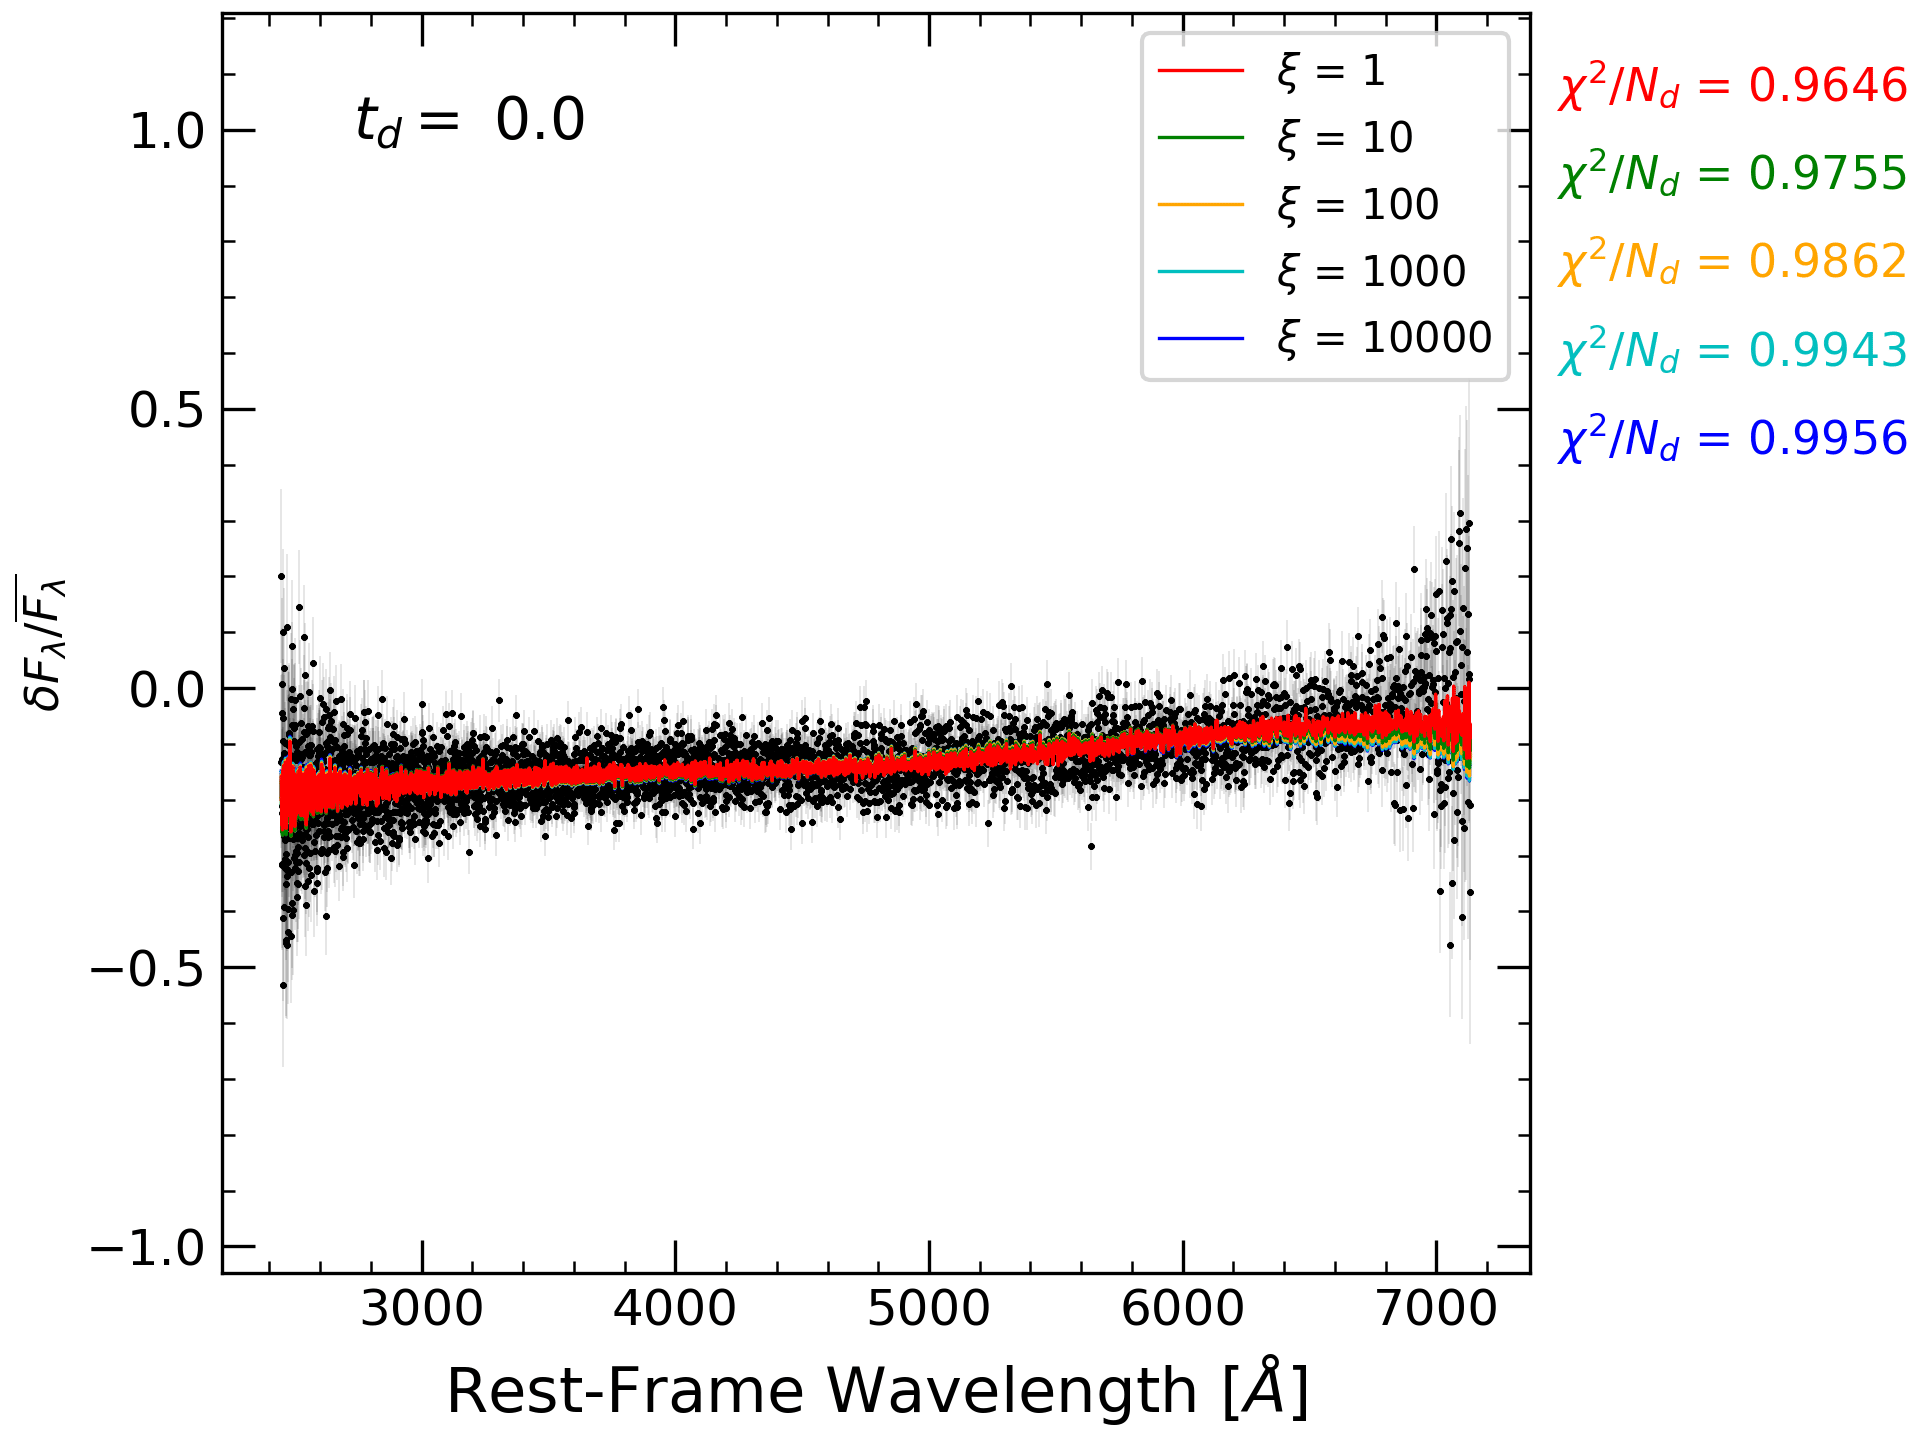 t_d = 0.0
ξ = 1
ξ = 10
ξ = 100
ξ = 1000
ξ = 10000
χ²/N_d = 0.9646
χ²/N_d = 0.9755
χ²/N_d = 0.9862
χ²/N_d = 0.9943
χ²/N_d = 0.9956
δF_λ/F̅_λ
1.0
0.5
0.0
−0.5
−1.0
3000 4000 5000 6000 7000
Rest-Frame Wavelength [Å]